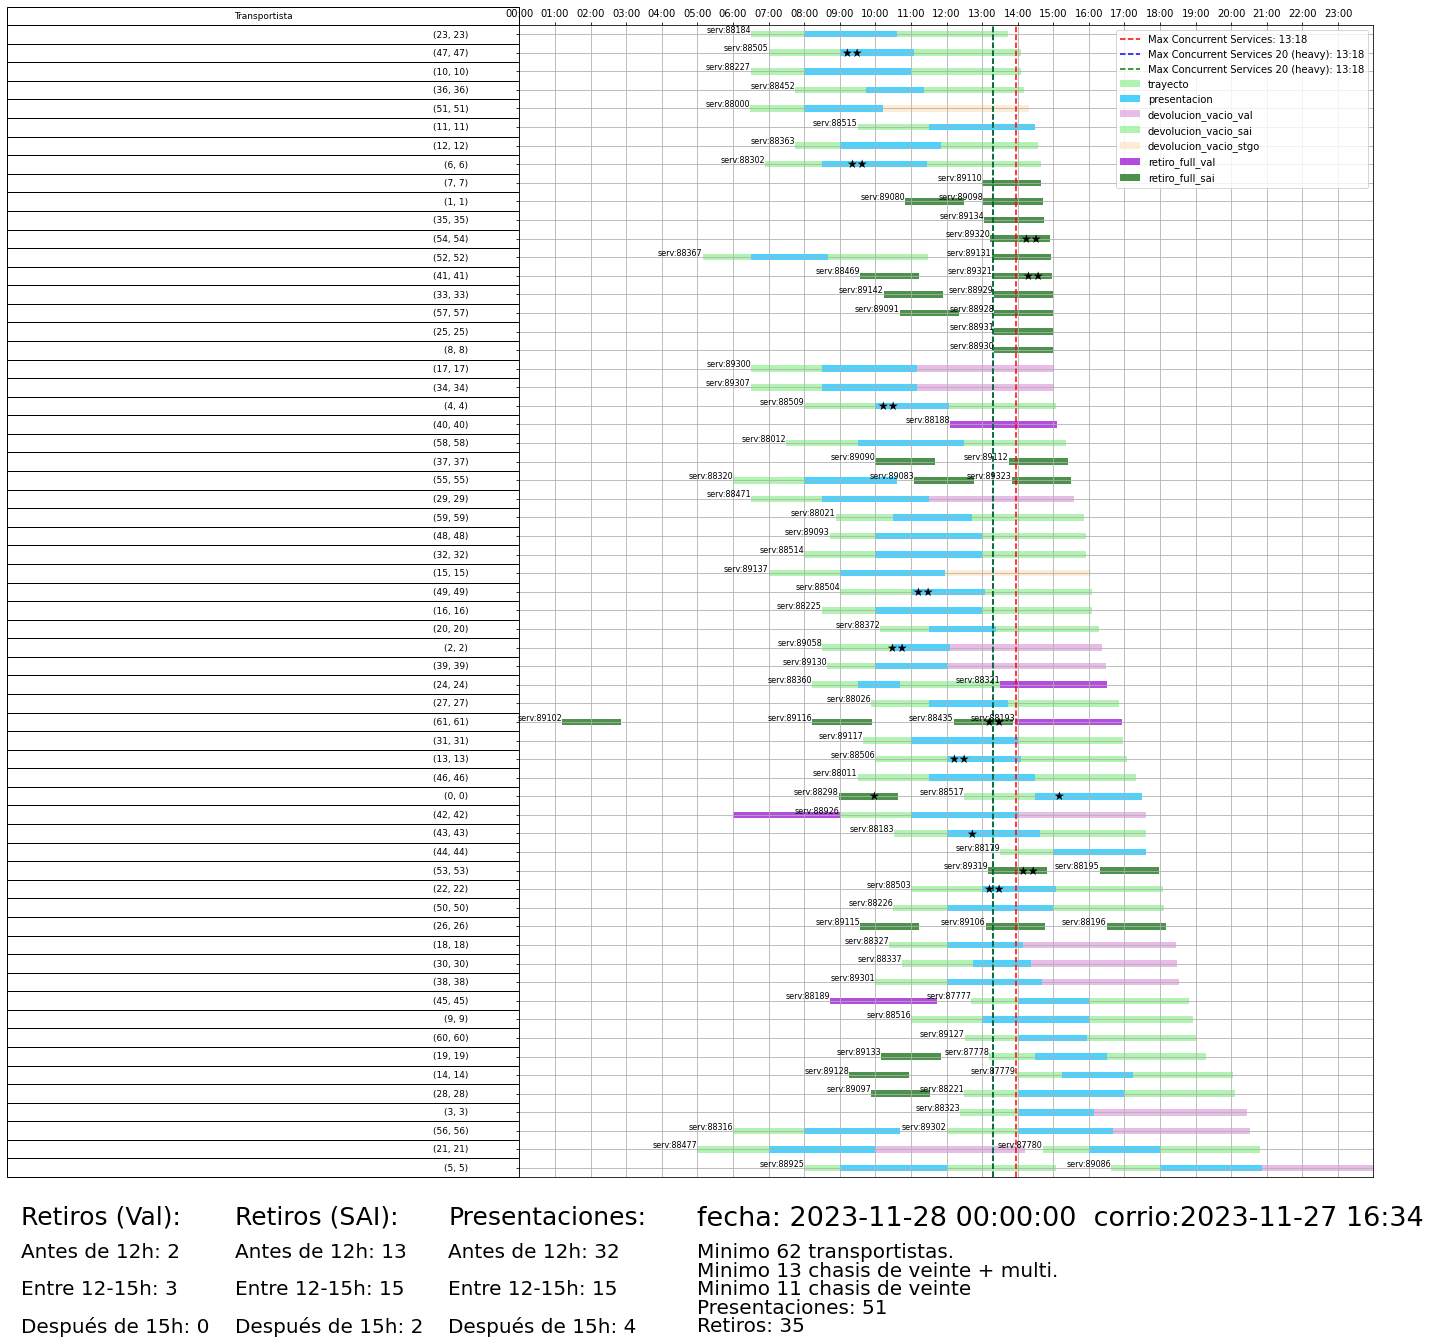 Transportista 00:00 01:00 02:00 03:00 04:00 05:00 06:00 07:00 08:00 09:00 10:00 11:00 12:00 13:00 14:00 15:00 16:00 17:00 18:00 19:00 20:00 21:00 22:00 23:00
Max Concurrent Services: 13:18
Max Concurrent Services 20 (heavy): 13:18
Max Concurrent Services 20 (heavy): 13:18
trayecto
presentacion
devolucion_vacio_val
devolucion_vacio_sai
devolucion_vacio_stgo
retiro_full_val
retiro_full_sai
(23, 23) serv:88184
(47, 47) serv:88505
(10, 10) serv:88227
(36, 36) serv:88452
(51, 51) serv:88000
(11, 11) serv:88515
(12, 12) serv:88363
(6, 6) serv:88302
(7, 7) serv:89110
(1, 1) serv:89080 serv:89098
(35, 35) serv:89134
(54, 54) serv:89320
(52, 52) serv:88367 serv:89131
(41, 41) serv:88469 serv:89321
(33, 33) serv:89142 serv:88929
(57, 57) serv:89091 serv:88928
(25, 25) serv:88931
(8, 8) serv:88930
(17, 17) serv:89300
(34, 34) serv:89307
(4, 4) serv:88509
(40, 40) serv:88188
(58, 58) serv:88012
(37, 37) serv:89090 serv:89112
(55, 55) serv:88320 serv:89083 serv:89323
(29, 29) serv:88471
(59, 59) serv:88021
(48, 48) serv:89093
(32, 32) serv:88514
(15, 15) serv:89137
(49, 49) serv:88504
(16, 16) serv:88225
(20, 20) serv:88372
(2, 2) serv:89058
(39, 39) serv:89130
(24, 24) serv:88360 serv:88321
(27, 27) serv:88026
(61, 61) serv:89102 serv:89116 serv:88435 serv:88193
(31, 31) serv:89117
(13, 13) serv:88506
(46, 46) serv:88011
(0, 0) serv:88298 serv:88517
(42, 42) serv:88926
(43, 43) serv:88183
(44, 44) serv:88179
(53, 53) serv:89319 serv:88195
(22, 22) serv:88503
(50, 50) serv:88226
(26, 26) serv:89115 serv:89106 serv:88196
(18, 18) serv:88327
(30, 30) serv:88337
(38, 38) serv:89301
(45, 45) serv:88189 serv:87777
(9, 9) serv:88516
(60, 60) serv:89127
(19, 19) serv:89133 serv:87778
(14, 14) serv:89128 serv:87779
(28, 28) serv:89097 serv:88221
(3, 3) serv:88323
(56, 56) serv:88316 serv:89302
(21, 21) serv:88477 serv:87780
(5, 5) serv:88925 serv:89086
Retiros (Val): Retiros (SAI): Presentaciones: fecha: 2023-11-28 00:00:00 corrio:2023-11-27 16:34
Antes de 12h: 2 Antes de 12h: 13 Antes de 12h: 32 Minimo 62 transportistas.
Minimo 13 chasis de veinte + multi.
Entre 12-15h: 3 Entre 12-15h: 15 Entre 12-15h: 15 Minimo 11 chasis de veinte
Presentaciones: 51
Después de 15h: 0 Después de 15h: 2 Después de 15h: 4 Retiros: 35